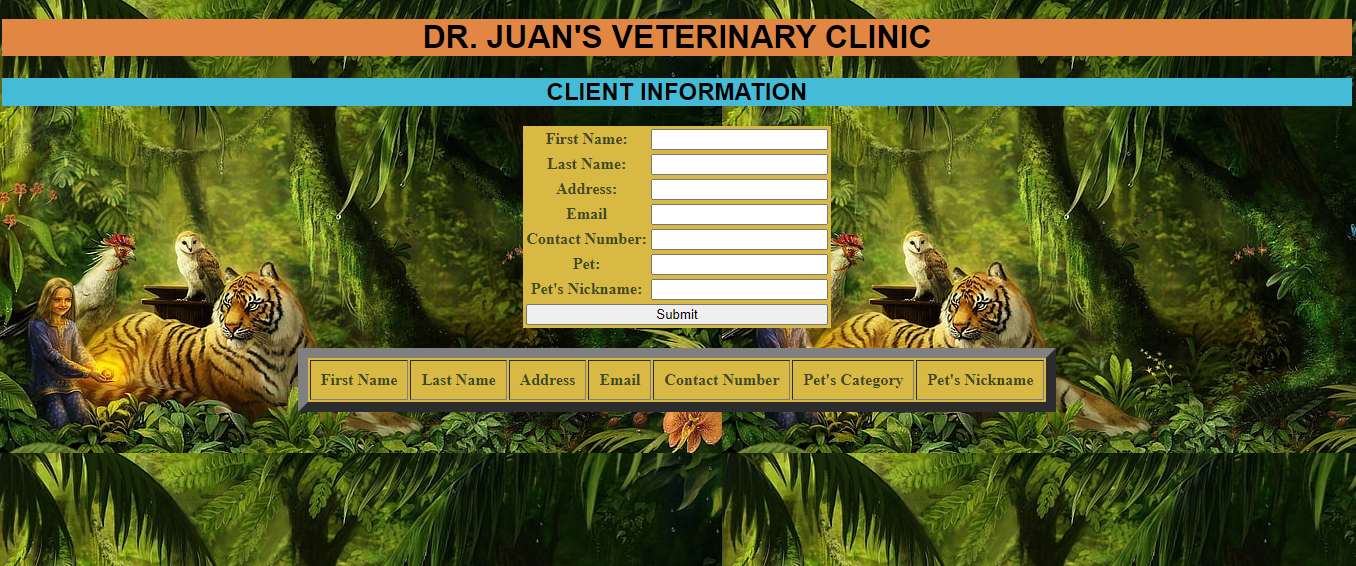 DR. JUAN'S VETERINARY CLINIC
CLIENT INFORMATION
First Name:
Last Name:
Address:
Email
Contact Number:
Pet:
Pet's Nickname:
Submit
First Name Last Name Address Email Contact Number Pet's Category Pet's Nickname